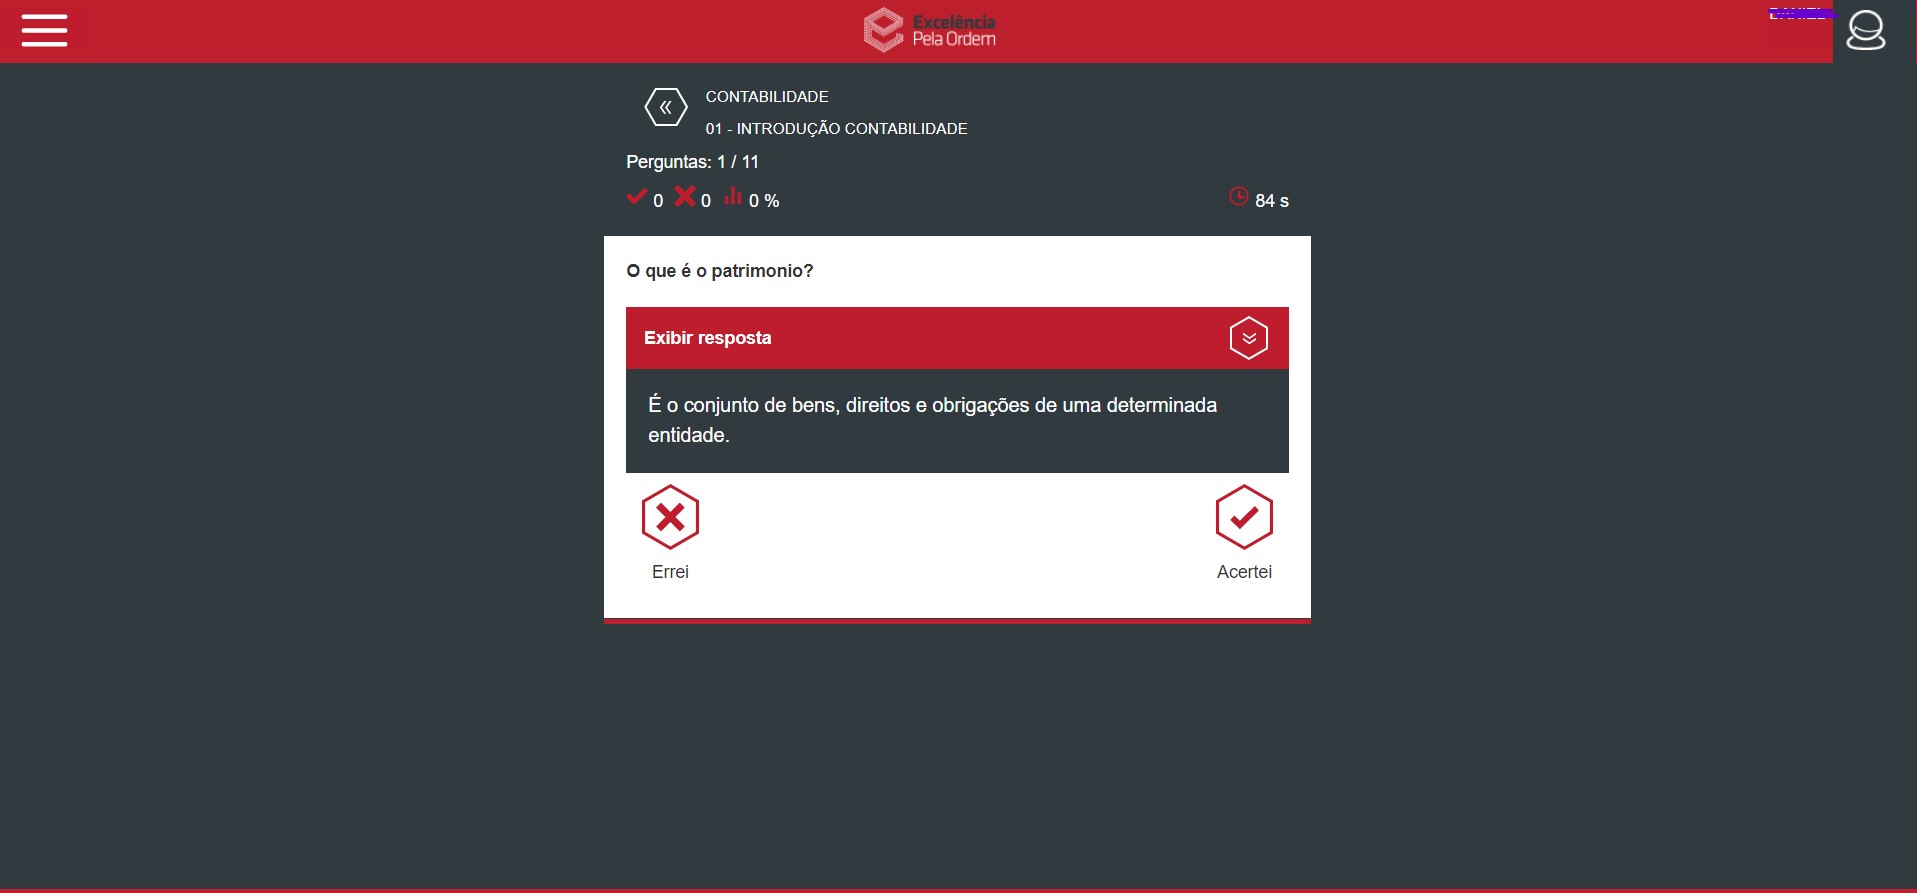 Excelência
Pela Ordem
CONTABILIDADE
01 - INTRODUÇÃO CONTABILIDADE
Perguntas: 1 / 11
0 0 0 % 84 s
O que é o patrimonio?
Exibir resposta
É o conjunto de bens, direitos e obrigações de uma determinada
entidade.
Errei Acertei